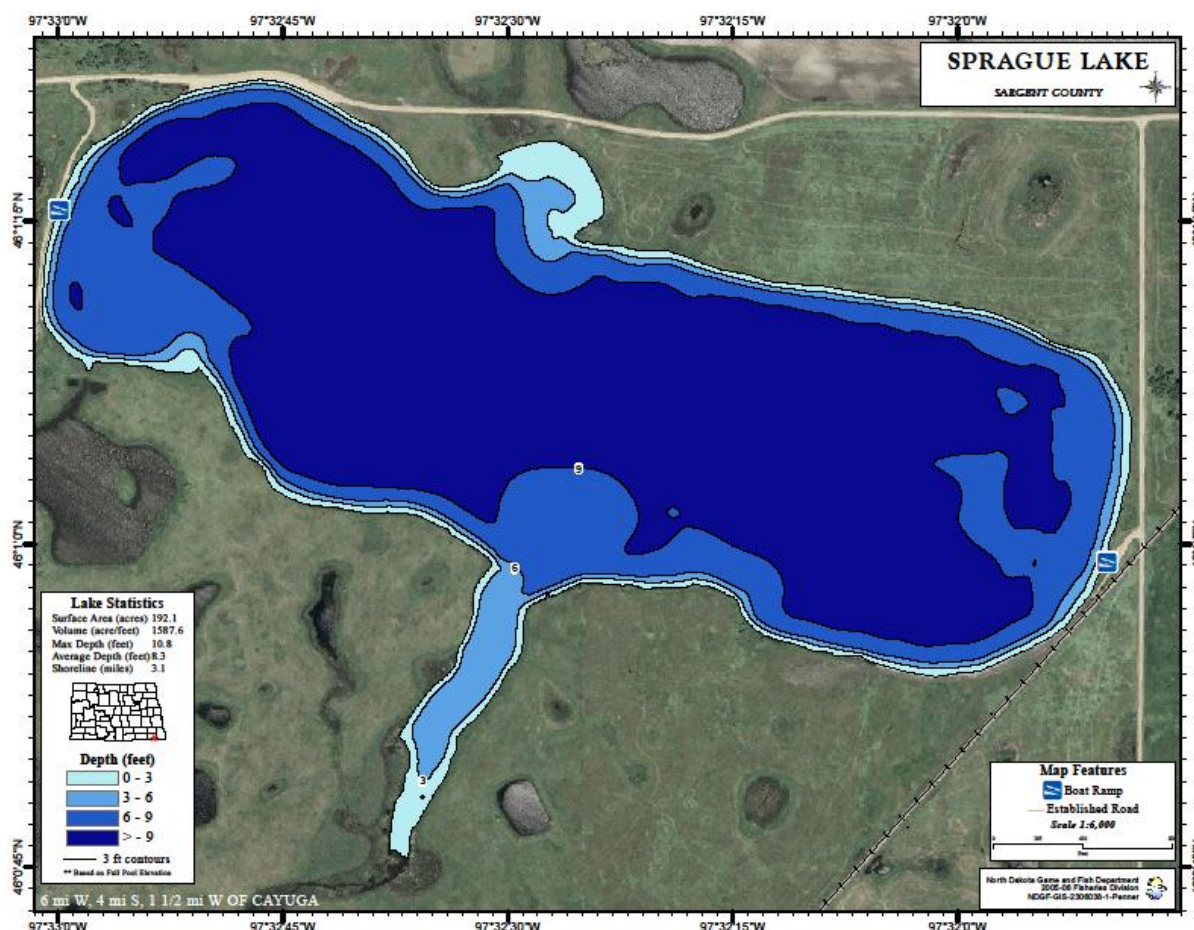 97°33'0"W 97°32'45"W 97°32'30"W 97°32'15"W 97°32'0"W
SPRAGUE LAKE
SARGENT COUNTY
46°1'15"N
9
46°1'0"N
6
3
Lake Statistics
Surface Area (acres) 192.1
Volume (acre/feet) 1587.6
Max Depth (feet) 10.8
Average Depth (feet) 8.3
Shoreline (miles) 3.1
Depth (feet)
0 - 3
3 - 6
6 - 9
> - 9
3 ft contours
** Based on Full Pool Elevation
Map Features
Boat Ramp
Established Road
Scale 1:6,000
Feet
46°0'45"N
North Dakota Game and Fish Department
2005-06 Fisheries Division
NDGF-GIS-2306036-1-Penner
6 mi W, 4 mi S, 1 1/2 mi W OF CAYUGA
97°33'0"W 97°32'45"W 97°32'30"W 97°32'15"W 97°32'0"W